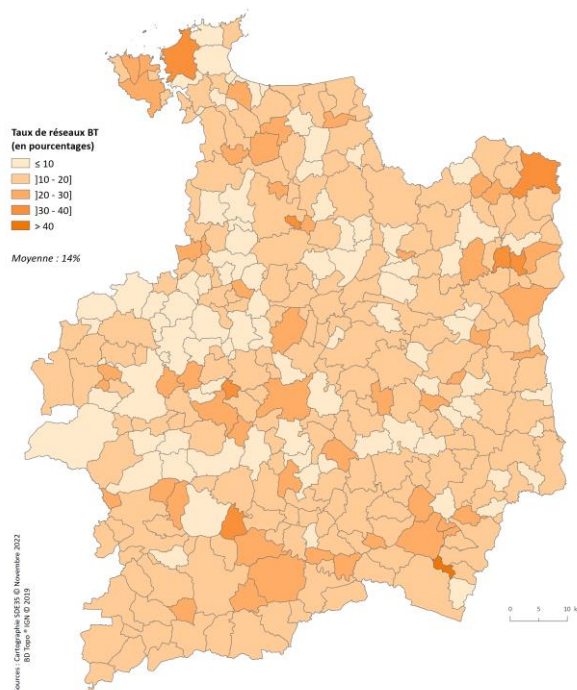 Taux de réseaux BT
(en pourcentages)
≤ 10
]10 - 20]
]20 - 30]
]30 - 40]
> 40
Moyenne : 14%
ources : Cartographie SDE35 © Novembre 2022
BD Topo ® IGN © 2019
0 5 10 k